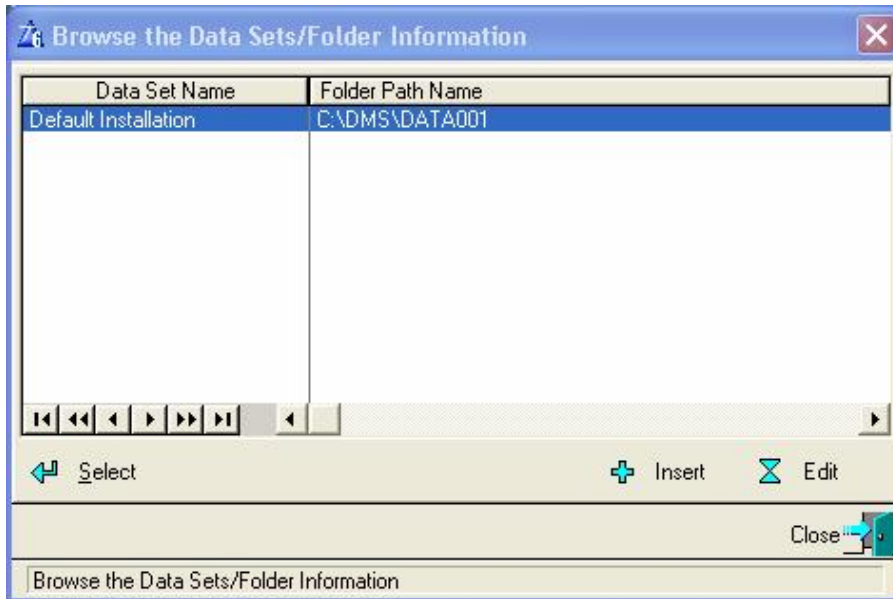 Browse the Data Sets/Folder Information
Data Set Name Folder Path Name
Default Installation C:\DMS\DATA001
Select Insert Edit
Close
Browse the Data Sets/Folder Information